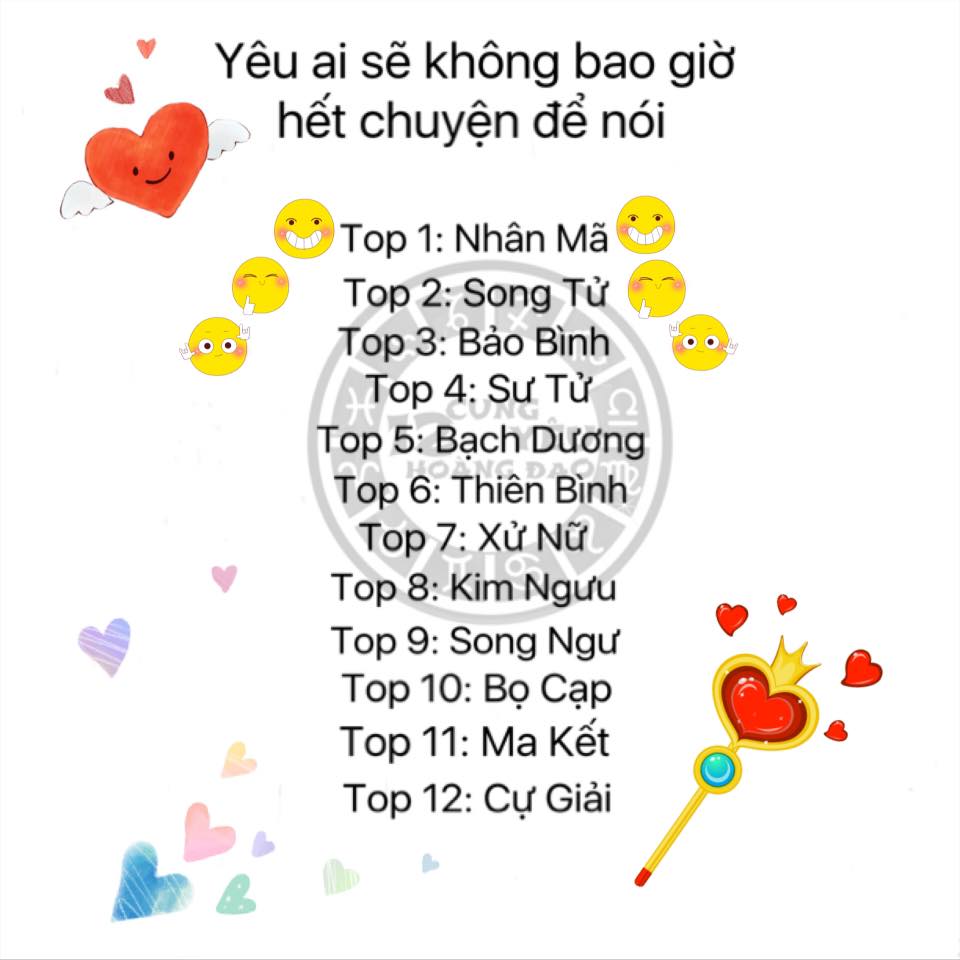 Yêu ai sẽ không bao giờ
hết chuyện để nói
Top 1: Nhân Mã
Top 2: Song Tử
Top 3: Bảo Bình
Top 4: Sư Tử
CUNG
Top 5: Bạch Dương
HOÀNG ĐẠO
Top 6: Thiên Bình
Top 7: Xử Nữ
Top 8: Kim Ngưu
Top 9: Song Ngư
Top 10: Bọ Cạp
Top 11: Ma Kết
Top 12: Cự Giải